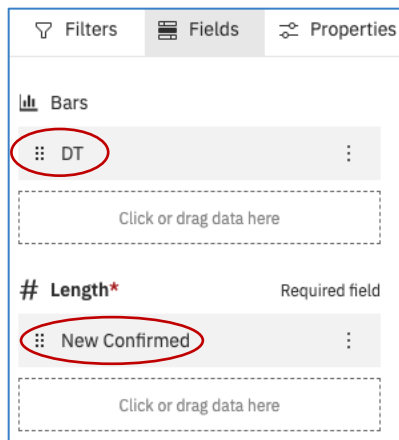 Filters Fields Properties
Bars
DT
Click or drag data here
# Length* Required field
New Confirmed
Click or drag data here